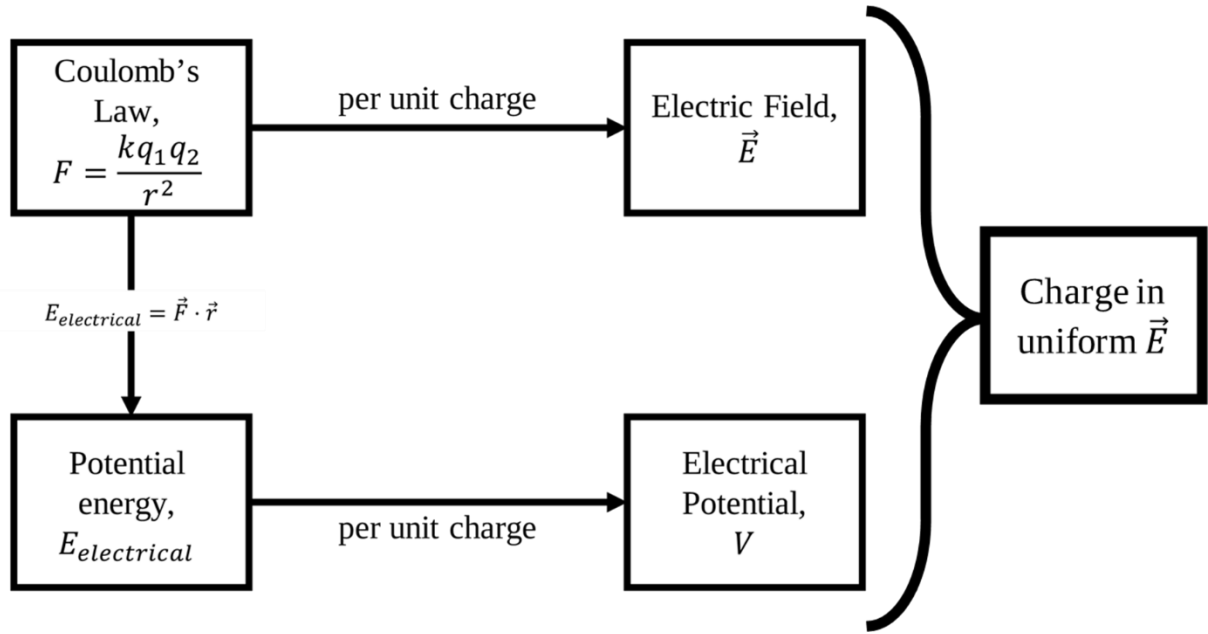 Coulomb's
Law,
F = kq₁q₂ / r²
per unit charge
Electric Field,
E⃗
E_electrical = F⃗ · r⃗
Charge in
uniform E⃗
Potential
energy,
E_electrical
per unit charge
Electrical
Potential,
V